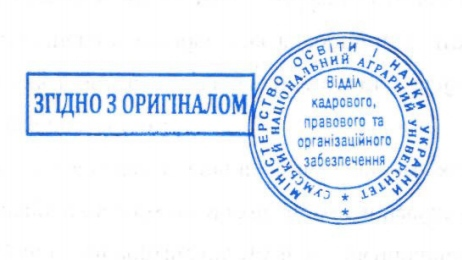 ЗГІДНО З ОРИГІНАЛОМ
МІНІСТЕРСТВО ОСВІТИ І НАУКИ УКРАЇНИ
СУМСЬКИЙ НАЦІОНАЛЬНИЙ АГРАРНИЙ УНІВЕРСИТЕТ
Відділ
кадрового,
правового та
організаційного
забезпечення